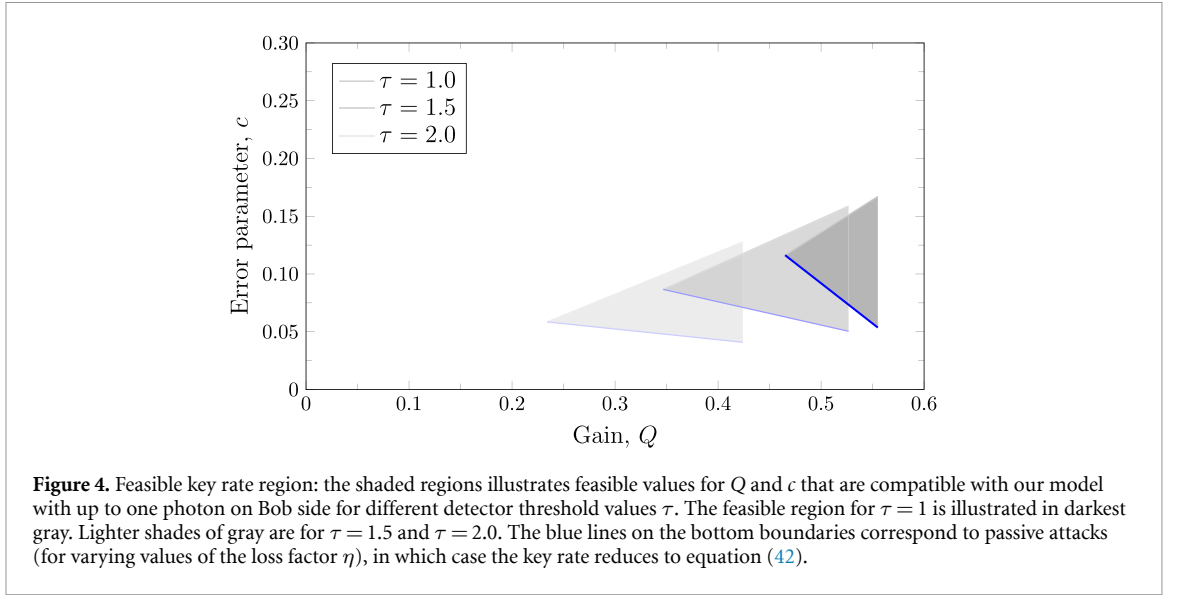 0.30
0.25
0.20
0.15
0.10
0.05
0
Error parameter, c
τ = 1.0
τ = 1.5
τ = 2.0
0 0.1 0.2 0.3 0.4 0.5 0.6
Gain, Q
Figure 4. Feasible key rate region: the shaded regions illustrates feasible values for Q and c that are compatible with our model
with up to one photon on Bob side for different detector threshold values τ. The feasible region for τ = 1 is illustrated in darkest
gray. Lighter shades of gray are for τ = 1.5 and τ = 2.0. The blue lines on the bottom boundaries correspond to passive attacks
(for varying values of the loss factor η), in which case the key rate reduces to equation (42).